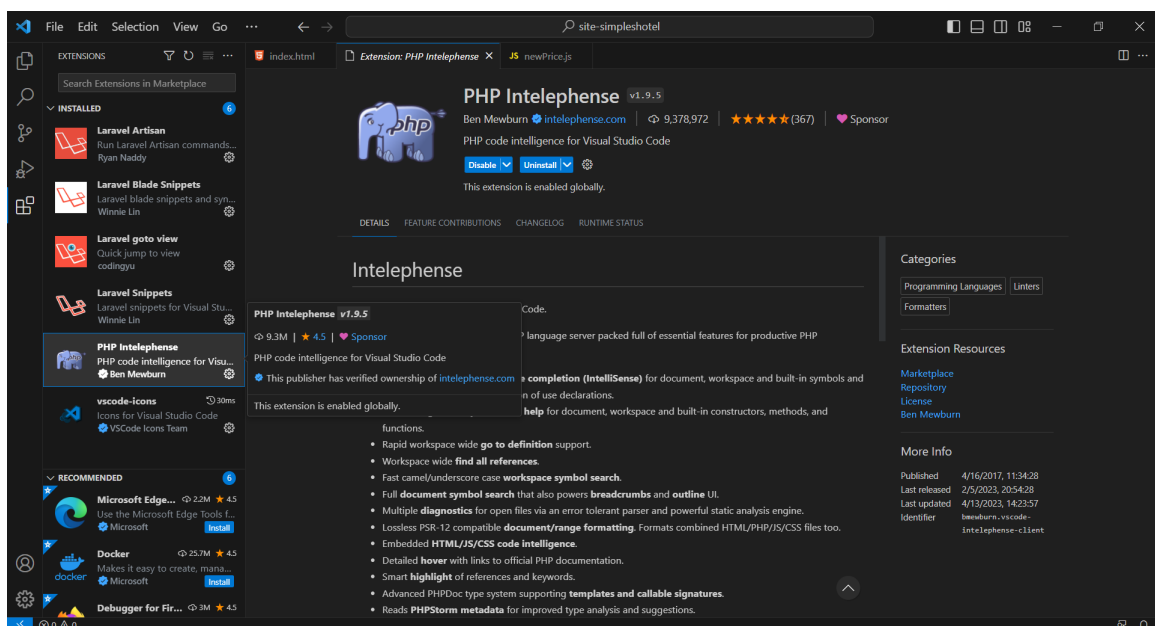 File Edit Selection View Go ···
site-simpleshotel
EXTENSIONS
index.html
Extension: PHP Intelephense
JS newPrice.js
Search Extensions in Marketplace
INSTALLED
6
Laravel Artisan
Run Laravel Artisan commands...
Ryan Naddy
Laravel Blade Snippets
Laravel blade snippets and syn...
Winnie Lin
Laravel goto view
Quick jump to view
codingyu
Laravel Snippets
Laravel snippets for Visual Stu...
Winnie Lin
PHP Intelephense
PHP code intelligence for Visu...
Ben Mewburn
vscode-icons 30ms
Icons for Visual Studio Code
VSCode Icons Team
RECOMMENDED
6
Microsoft Edge... 2.2M ★ 4.5
Use the Microsoft Edge Tools f...
Microsoft
Install
docker
Docker 25.7M ★ 4.5
Makes it easy to create, mana...
Microsoft
Install
Debugger for Fir... 3M ★ 4.5
php
PHP Intelephense v1.9.5
Ben Mewburn intelephense.com | 9,378,972 | ★★★★★(367) | Sponsor
PHP code intelligence for Visual Studio Code
Disable Uninstall
This extension is enabled globally.
DETAILS FEATURE CONTRIBUTIONS CHANGELOG RUNTIME STATUS
Intelephense
PHP Intelephense v1.9.5
9.3M | ★ 4.5 | Sponsor
PHP code intelligence for Visual Studio Code
This publisher has verified ownership of intelephense.com
This extension is enabled globally.
Code.
language server packed full of essential features for productive PHP
completion (IntelliSense) for document, workspace and built-in symbols and
n of use declarations.
help for document, workspace and built-in constructors, methods, and
functions.
• Rapid workspace wide go to definition support.
• Workspace wide find all references.
• Fast camel/underscore case workspace symbol search.
• Full document symbol search that also powers breadcrumbs and outline UI.
• Multiple diagnostics for open files via an error tolerant parser and powerful static analysis engine.
• Lossless PSR-12 compatible document/range formatting. Formats combined HTML/PHP/JS/CSS files too.
• Embedded HTML/JS/CSS code intelligence.
• Detailed hover with links to official PHP documentation.
• Smart highlight of references and keywords.
• Advanced PHPDoc type system supporting templates and callable signatures.
• Reads PHPStorm metadata for improved type analysis and suggestions.
Categories
Programming Languages
Linters
Formatters
Extension Resources
Marketplace
Repository
License
Ben Mewburn
More Info
Published 4/16/2017, 11:34:28
Last released 2/5/2023, 20:54:28
Last updated 4/13/2023, 14:23:57
Identifier bmewburn.vscode-
intelephense-client